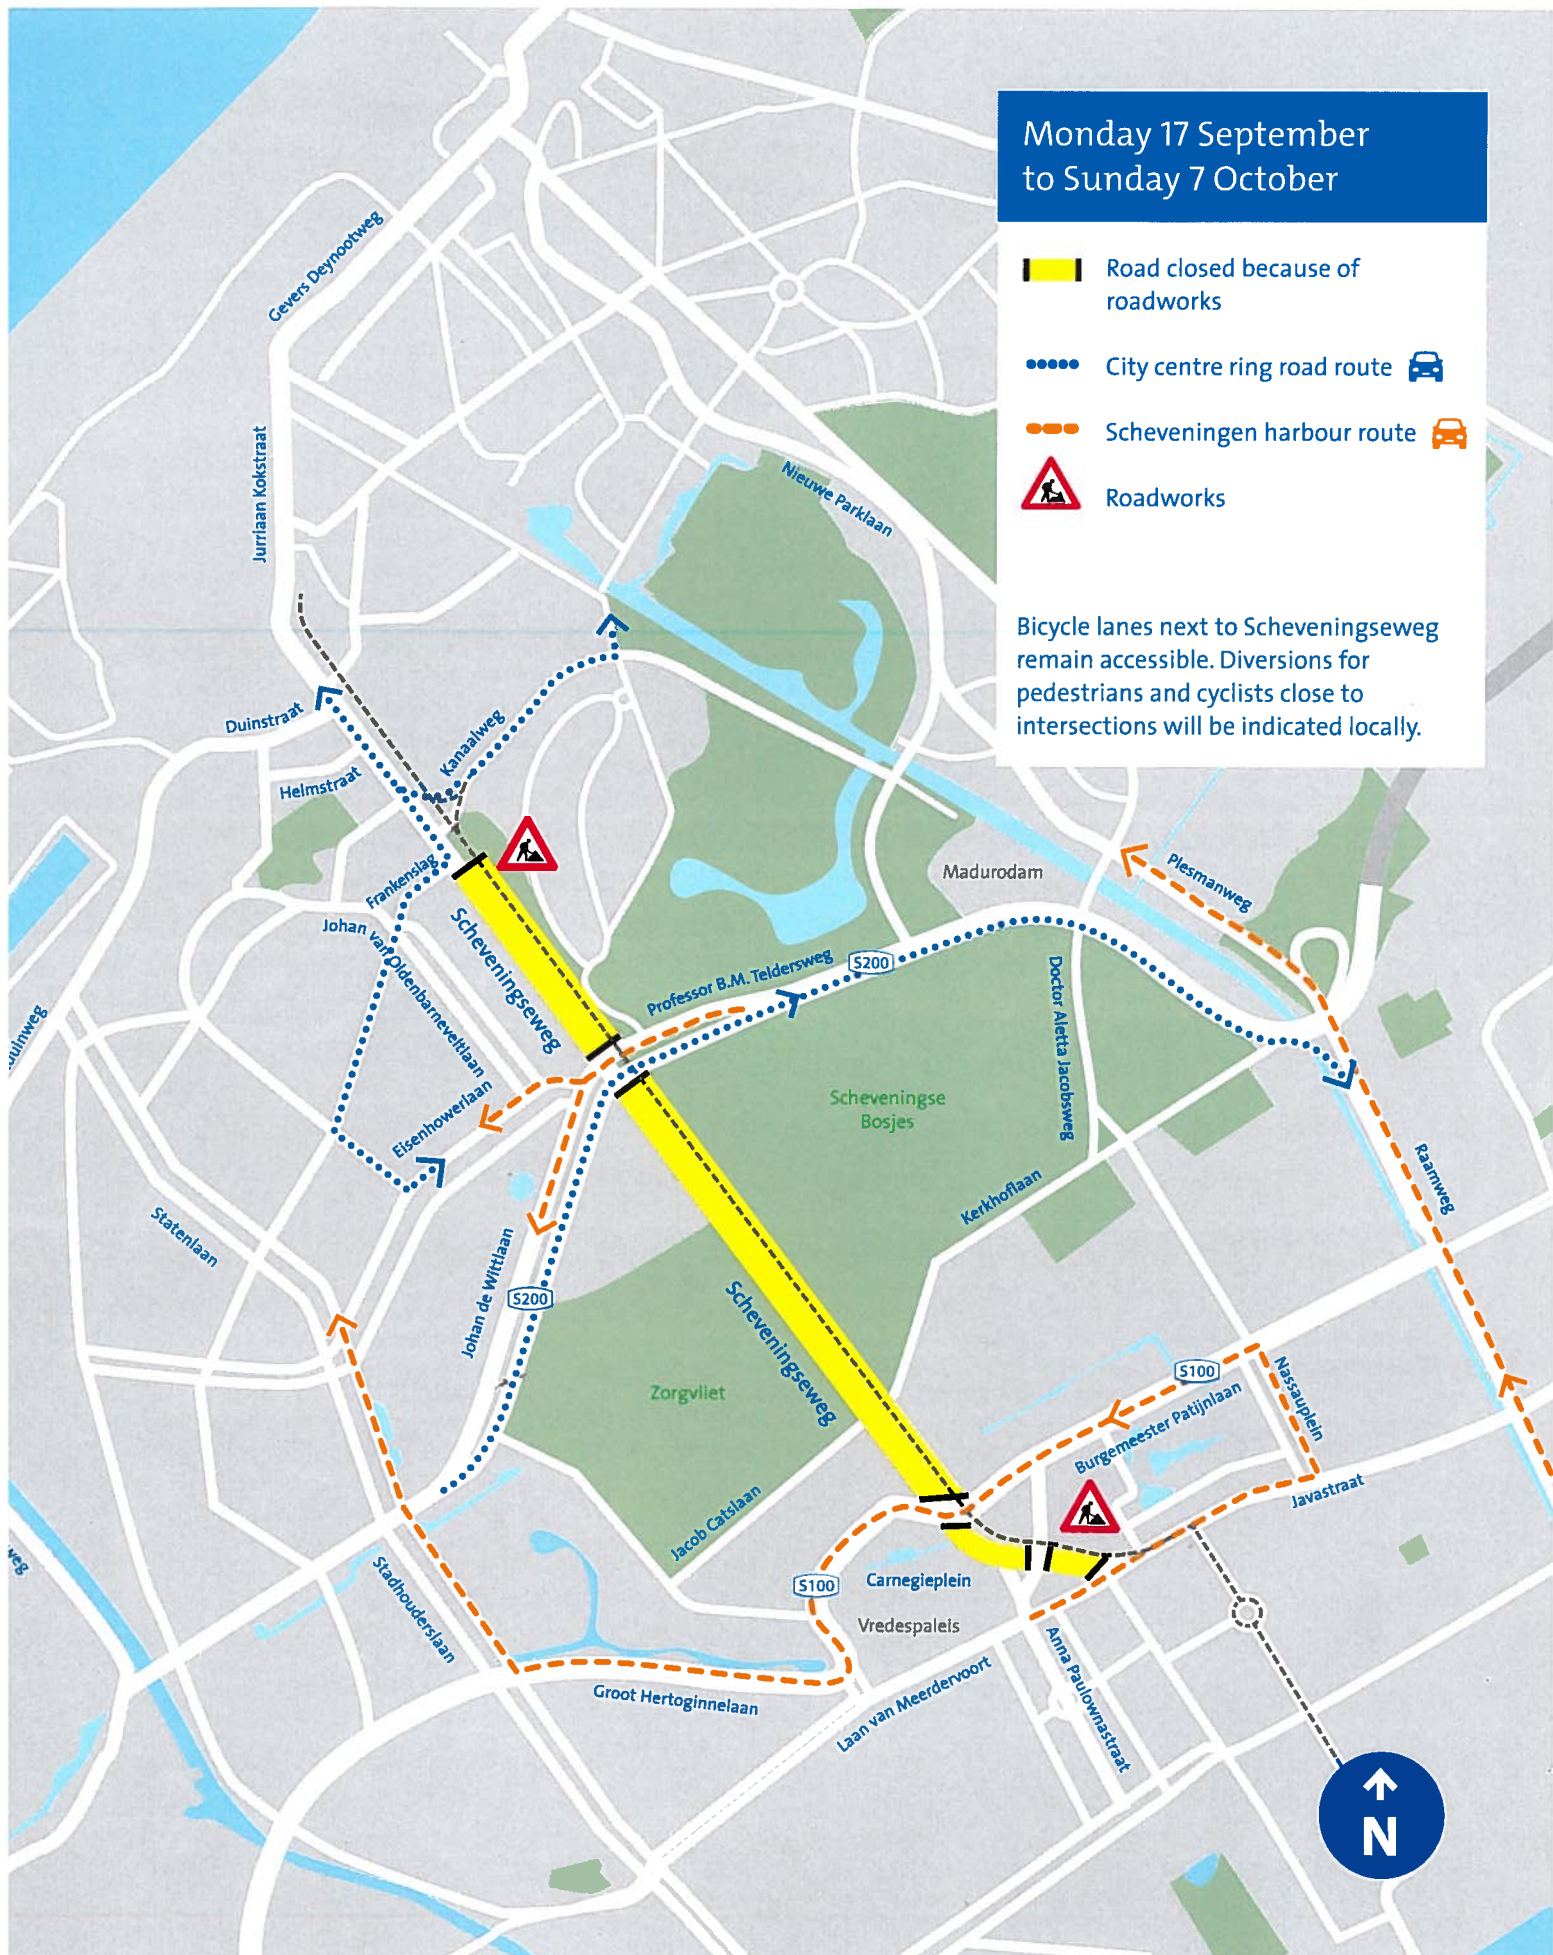 Monday 17 September
to Sunday 7 October
Road closed because of
roadworks
City centre ring road route
Scheveningen harbour route
Roadworks
Bicycle lanes next to Scheveningseweg
remain accessible. Diversions for
pedestrians and cyclists close to
intersections will be indicated locally.
Gevers Deynootweg
Jurriaan Kokstraat
Nieuwe Parklaan
Duinstraat
Kanaalweg
Helmstraat
Frankenslag
Johan van Oldenbarneveltlaan
Scheveningseweg
Madurodam
Plesmanweg
Professor B.M. Teldersweg
S200
Doctor Aletta Jacobsweg
duinweg
Eisenhowerlaan
Scheveningse
Bosjes
Kerkhoflaan
Raamweg
Statenlaan
Johan de Wittlaan
S200
Scheveningseweg
Zorgvliet
S100
Nassauplein
Burgemeester Patijnlaan
Javastraat
Jacob Catslaan
weg
Stadhouderslaan
S100
Carnegieplein
Vredespaleis
Anna Paulownastraat
Groot Hertoginnelaan
Laan van Meerdervoort
N